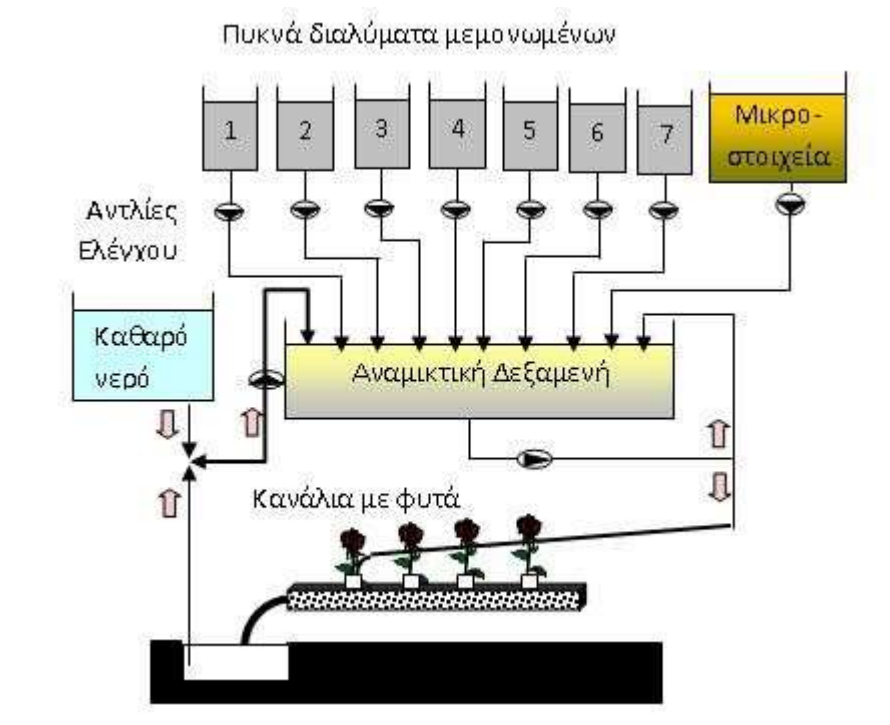 Πυκνά διαλύματα μεμονωμένων
1 2 3 4 5 6 7
Μικρο-
στοιχεία
Αντλίες
Ελέγχου
Καθαρό
νερό
Αναμικτική Δεξαμενή
Κανάλια με φυτά